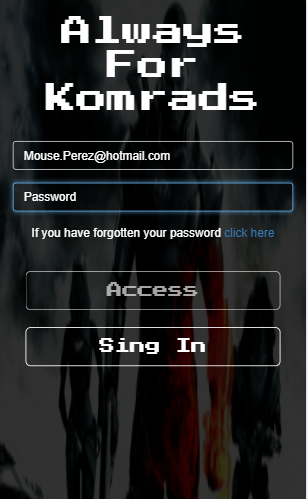 Always
For
Komrads
Mouse.Perez@hotmail.com
Password
If you have forgotten your password click here
Access
Sing In